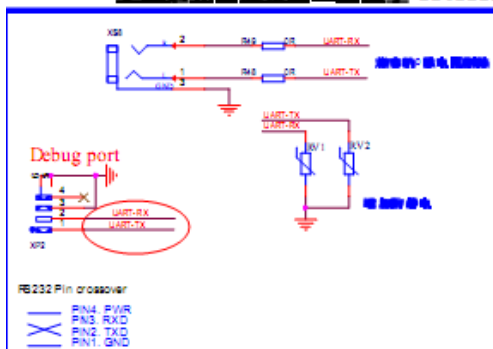 XS6
2
R49
0R
UART-RX
1
R48
0R
UART-TX
3
GND
UART-TX
UART-RX
RV1
RV2
Debug port
4
3
2
UART-RX
1
UART-TX
XP2
RS232 Pin crossover
PIN4. PWR
PIN3. RXD
PIN2. TXD
PIN1. GND